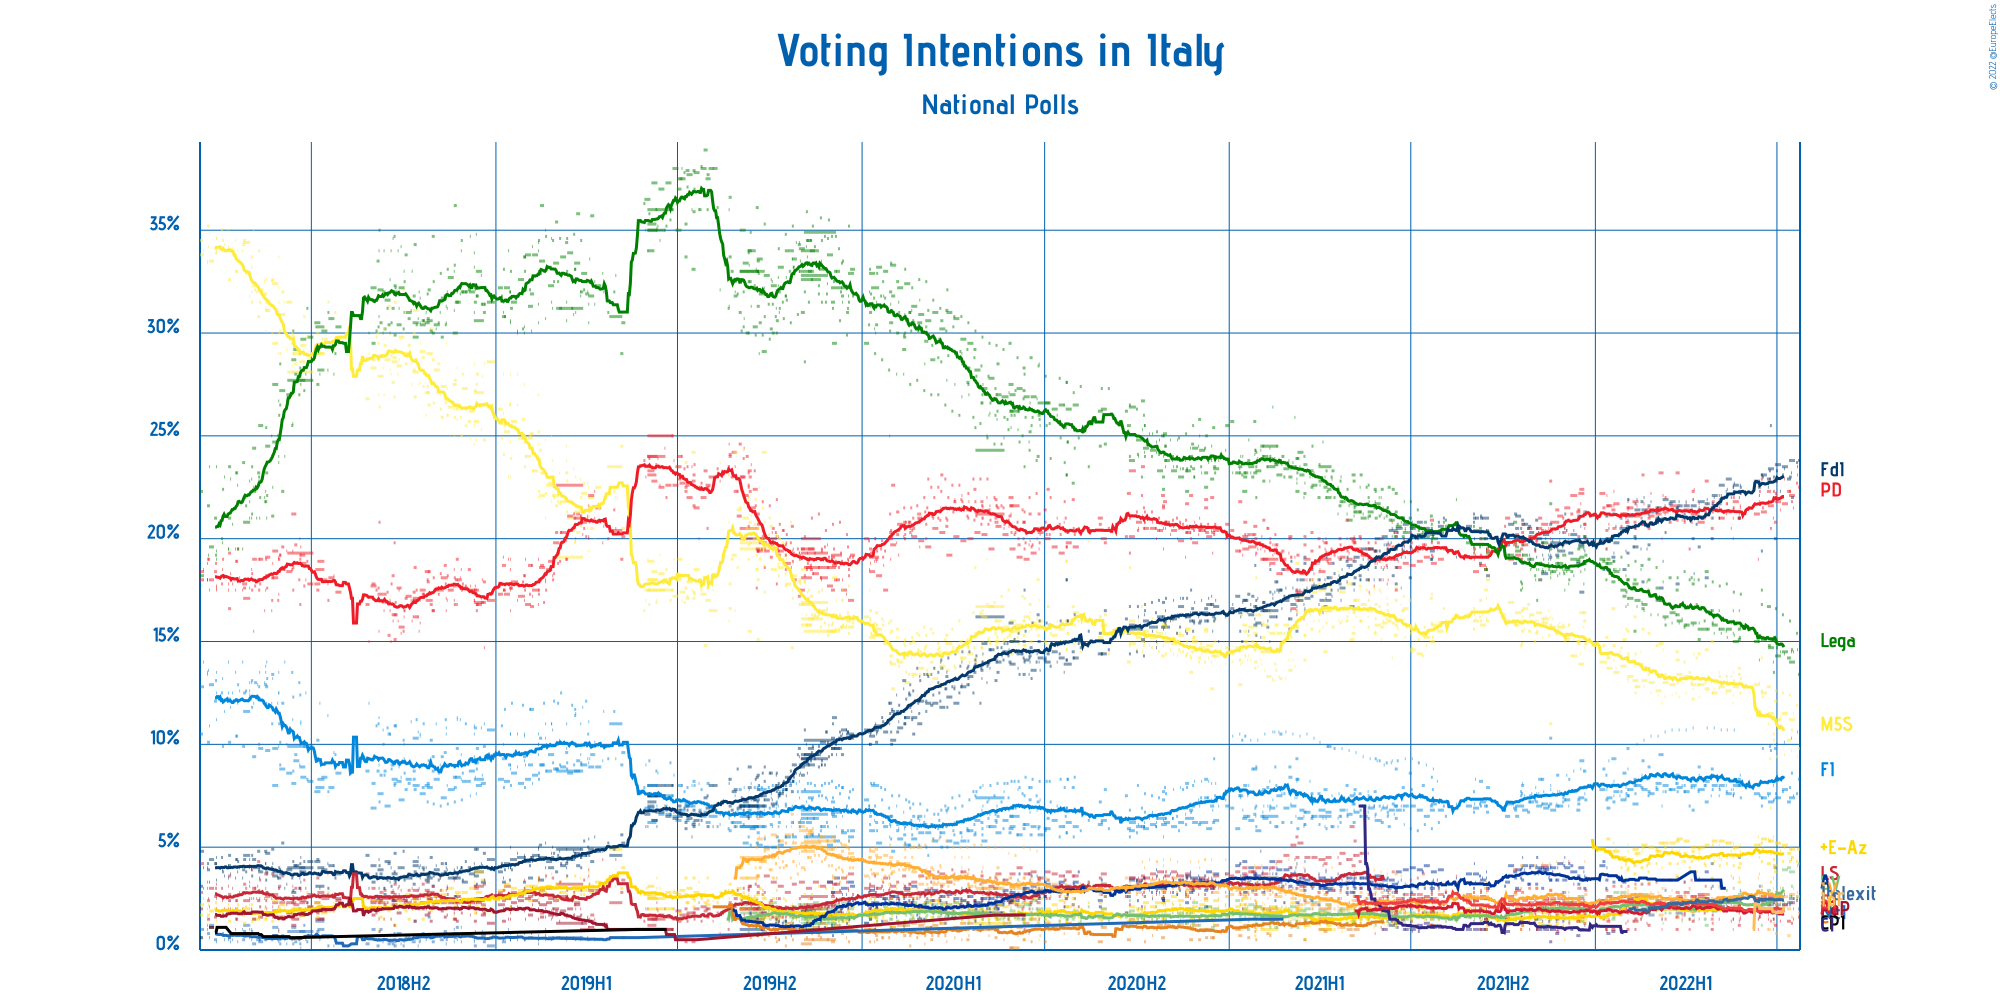 © 2022 @EuropeElects
Voting Intentions in Italy
National Polls
35%
30%
25%
20%
15%
10%
5%
0%
FdI
PD
Lega
M5S
FI
+E-Az
LS
2018H2
2019H1
2019H2
2020H1
2020H2
2021H1
2021H2
2022H1